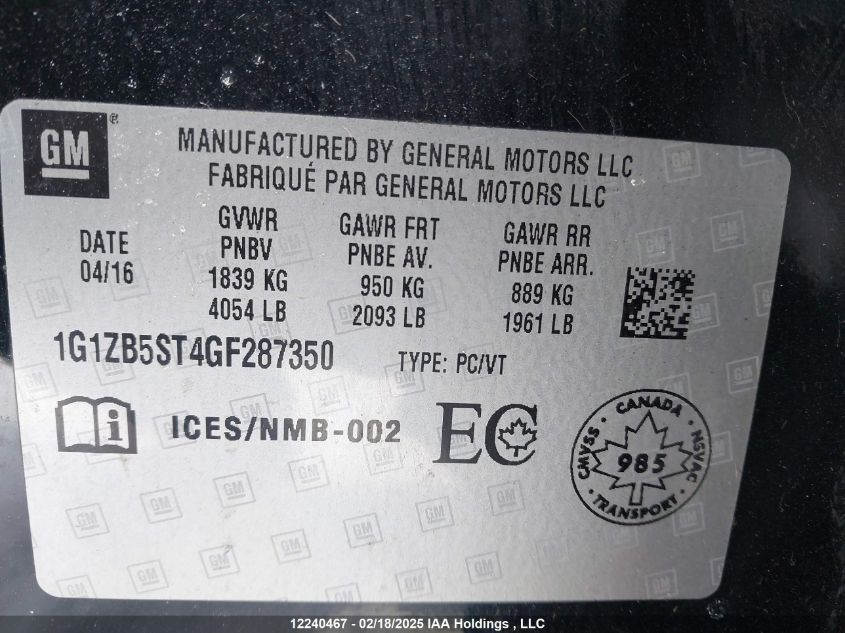 GM ®
MANUFACTURED BY GENERAL MOTORS LLC
FABRIQUÉ PAR GENERAL MOTORS LLC
DATE
04/16
GVWR
PNBV
1839 KG
4054 LB
GAWR FRT
PNBE AV.
950 KG
2093 LB
GAWR RR
PNBE ARR.
889 KG
1961 LB
1G1ZB5ST4GF287350 TYPE: PC/VT
i ICES/NMB-002 EC
CANADA
CMVSS 985 NSVAC
TRANSPORT
12240467 - 02/18/2025 IAA Holdings , LLC